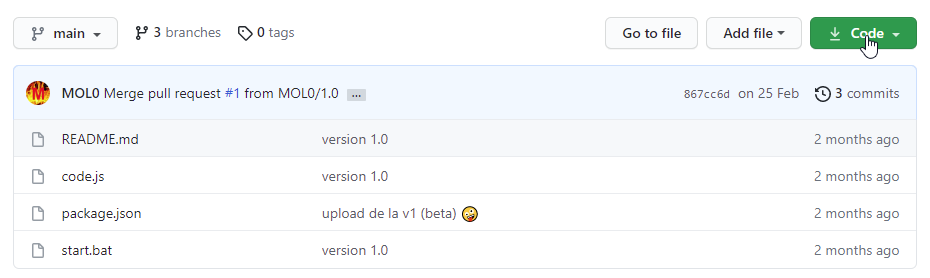 main 3 branches 0 tags Go to file Add file Code
MOL0 Merge pull request #1 from MOL0/1.0 ... 867cc6d on 25 Feb 3 commits
README.md version 1.0 2 months ago
code.js version 1.0 2 months ago
package.json upload de la v1 (beta) 🤪 2 months ago
start.bat version 1.0 2 months ago